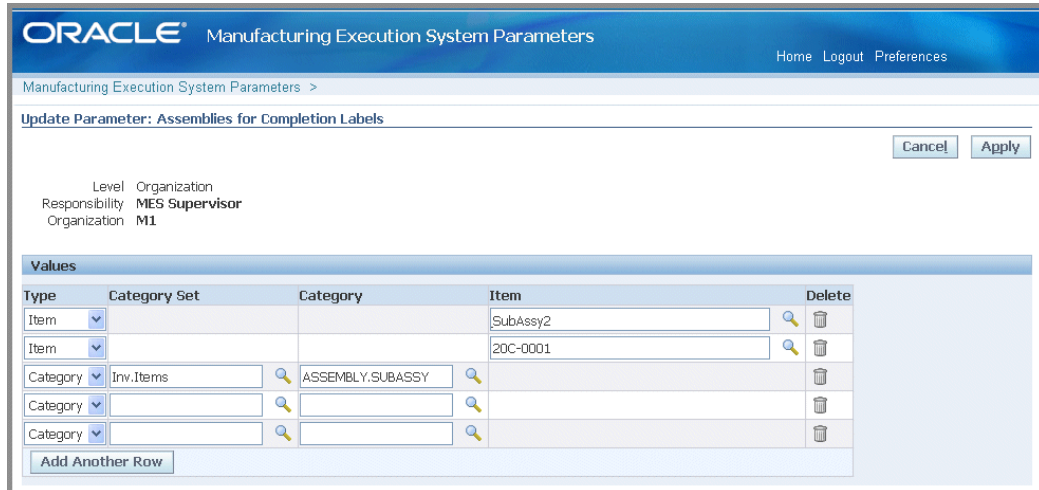 ORACLE® Manufacturing Execution System Parameters
Home Logout Preferences
Manufacturing Execution System Parameters >
Update Parameter: Assemblies for Completion Labels
Cancel Apply
Level Organization
Responsibility MES Supervisor
Organization M1
Values
Type Category Set Category Item Delete
Item SubAssy2
Item 20C-0001
Category Inv.Items ASSEMBLY.SUBASSY
Category
Category
Add Another Row